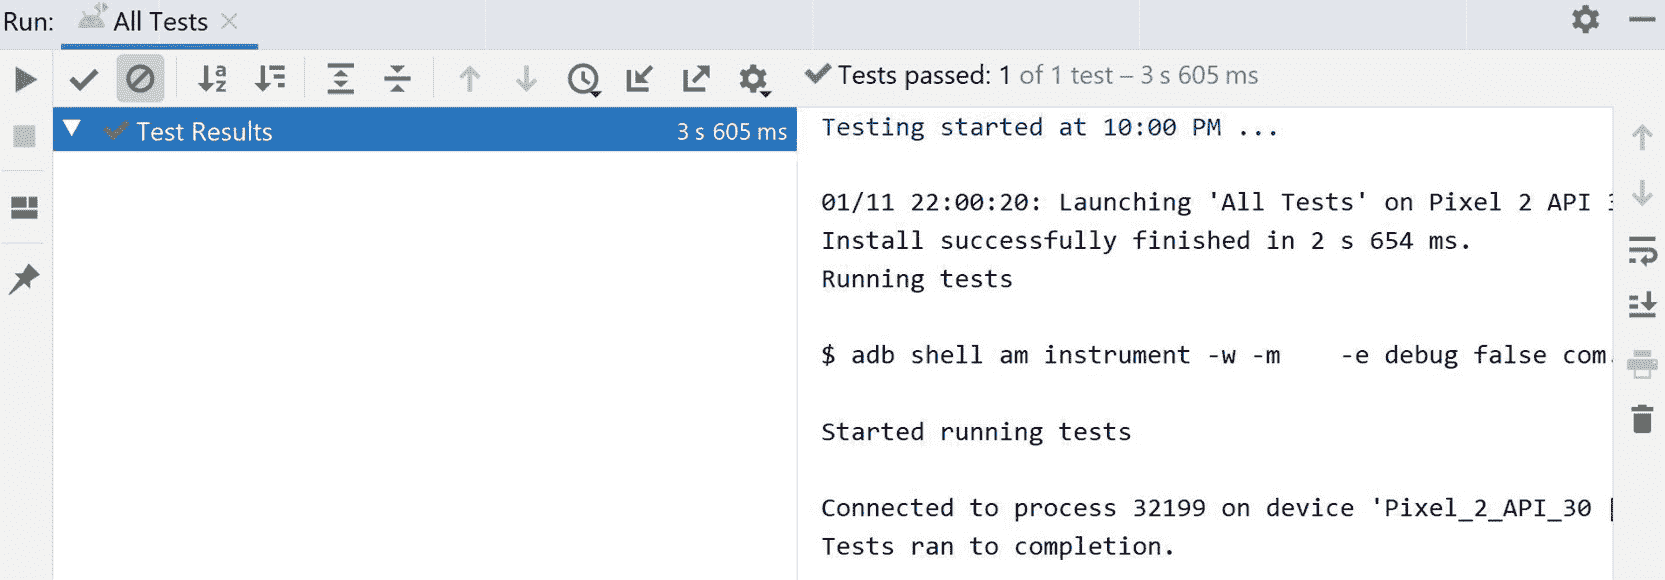 Run: All Tests
Tests passed: 1 of 1 test – 3 s 605 ms
Test Results 3 s 605 ms
Testing started at 10:00 PM ...
01/11 22:00:20: Launching 'All Tests' on Pixel 2 API
Install successfully finished in 2 s 654 ms.
Running tests
$ adb shell am instrument -w -m    -e debug false com.
Started running tests
Connected to process 32199 on device 'Pixel_2_API_30
Tests ran to completion.